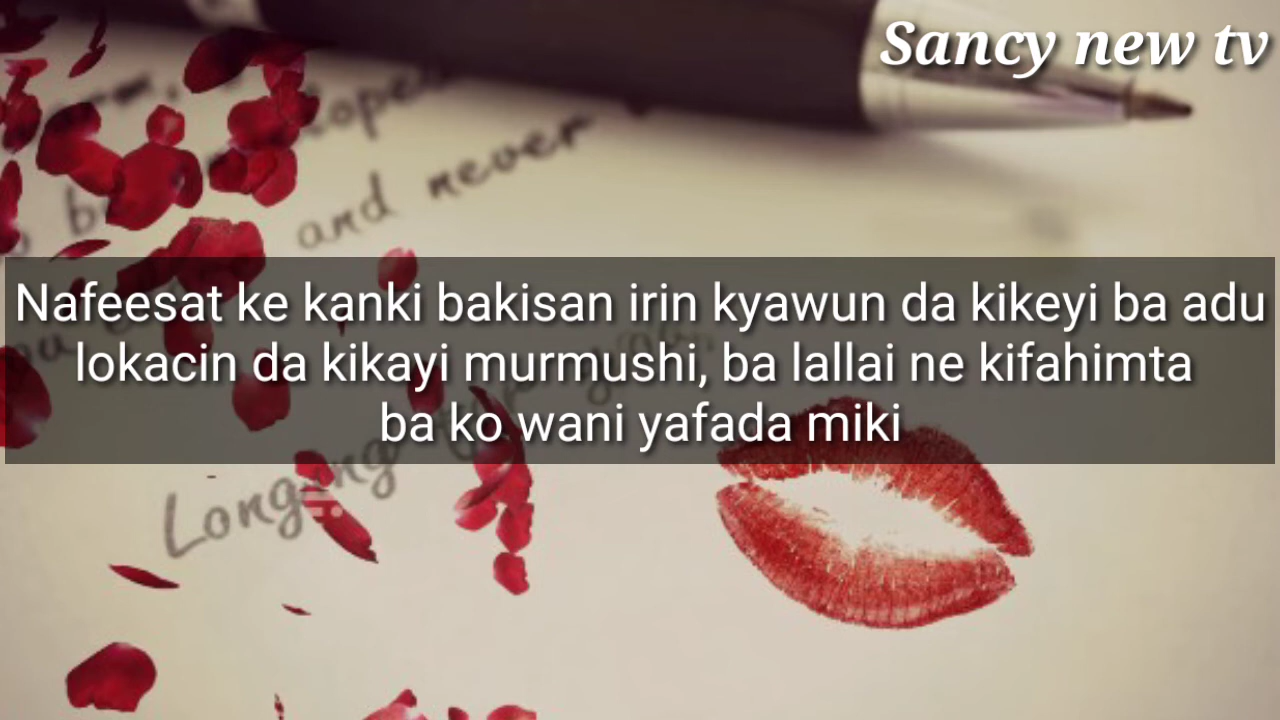 Sancy new tv
and never
Nafeesat ke kanki bakisan irin kyawun da kikeyi ba adu
lokacin da kikayi murmushi, ba lallai ne kifahimta
ba ko wani yafada miki
Longing